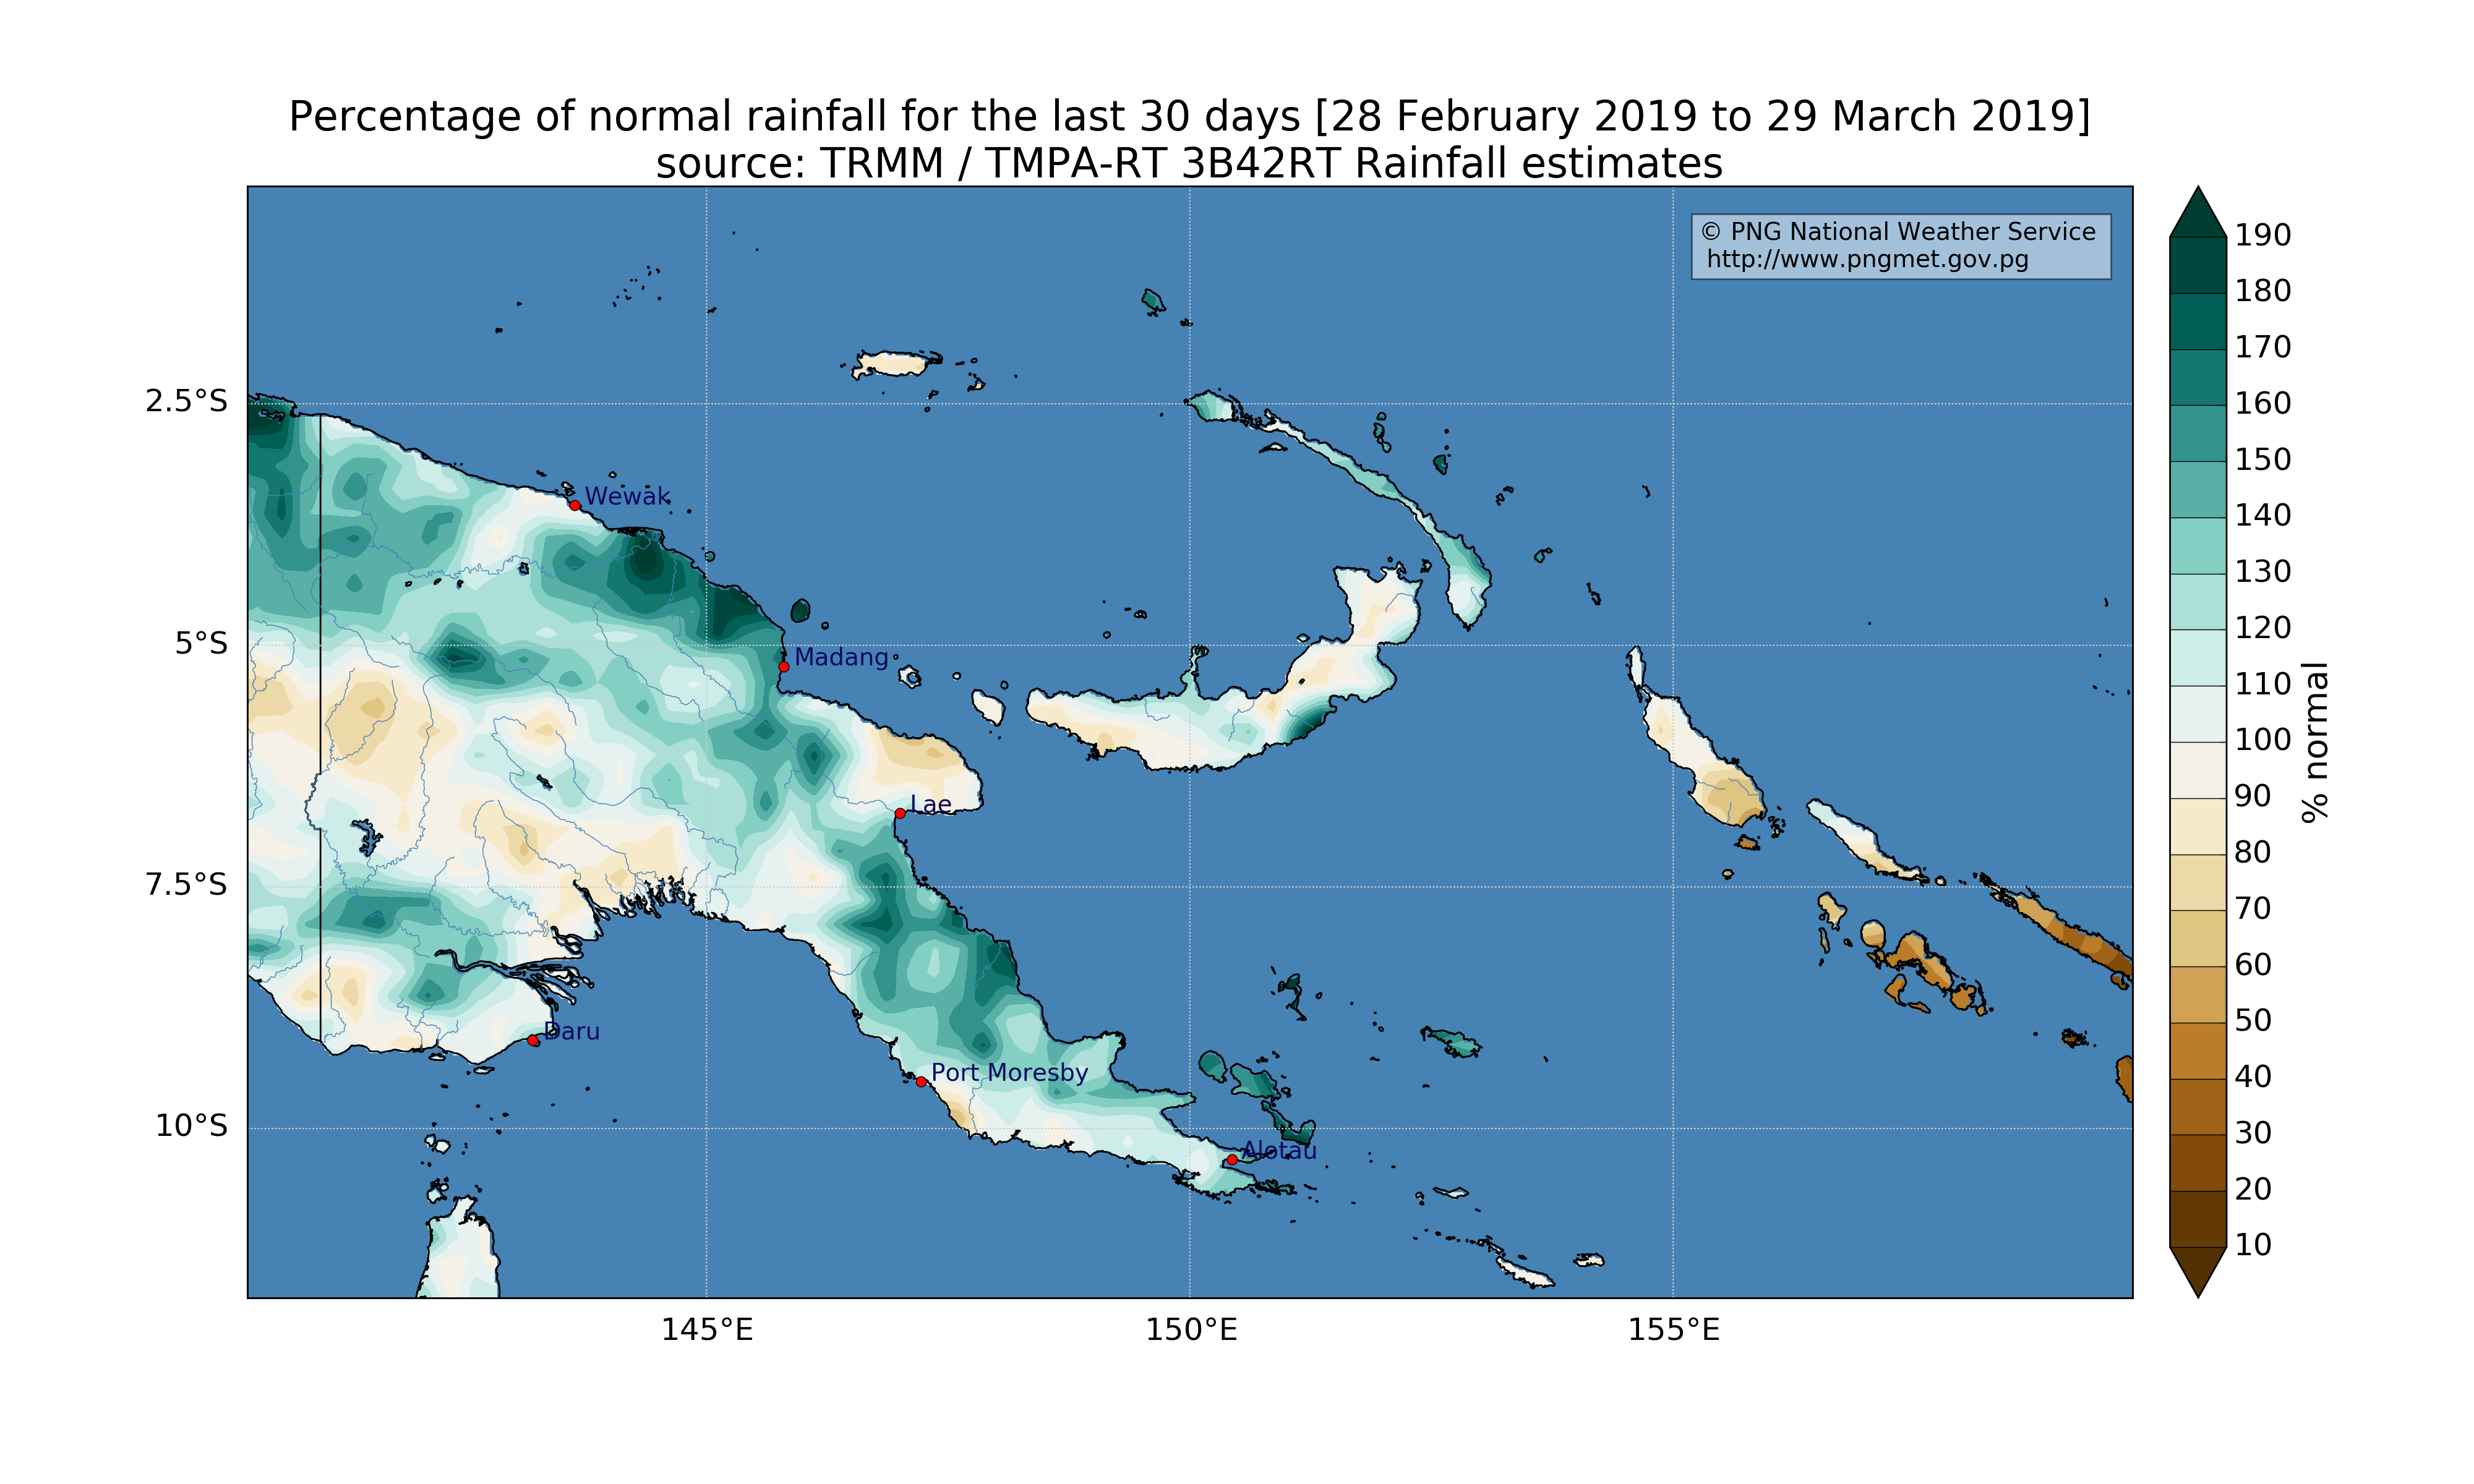 Percentage of normal rainfall for the last 30 days [28 February 2019 to 29 March 2019]
source: TRMM / TMPA-RT 3B42RT Rainfall estimates
© PNG National Weather Service
http://www.pngmet.gov.pg
2.5°S
5°S
7.5°S
10°S
Wewak
Madang
Lae
Daru
Port Moresby
Alotau
145°E
150°E
155°E
190
180
170
160
150
140
130
120
110
100
90
80
70
60
50
40
30
20
10
% normal